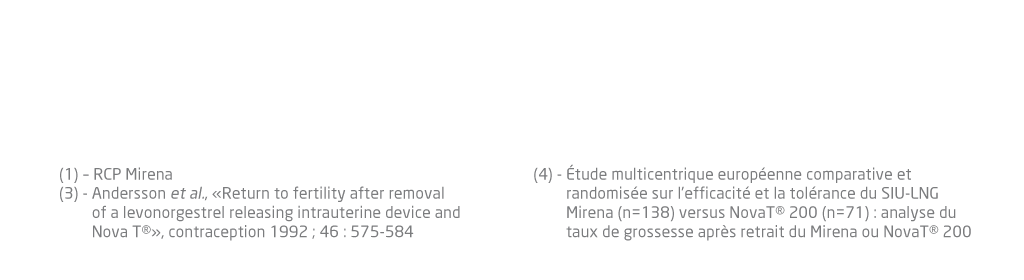 (1) – RCP Mirena
(3) - Andersson et al., «Return to fertility after removal
of a levonorgestrel releasing intrauterine device and
Nova T®», contraception 1992 ; 46 : 575-584
(4) - Étude multicentrique européenne comparative et
randomisée sur l’efficacité et la tolérance du SIU-LNG
Mirena (n=138) versus NovaT® 200 (n=71) : analyse du
taux de grossesse après retrait du Mirena ou NovaT® 200